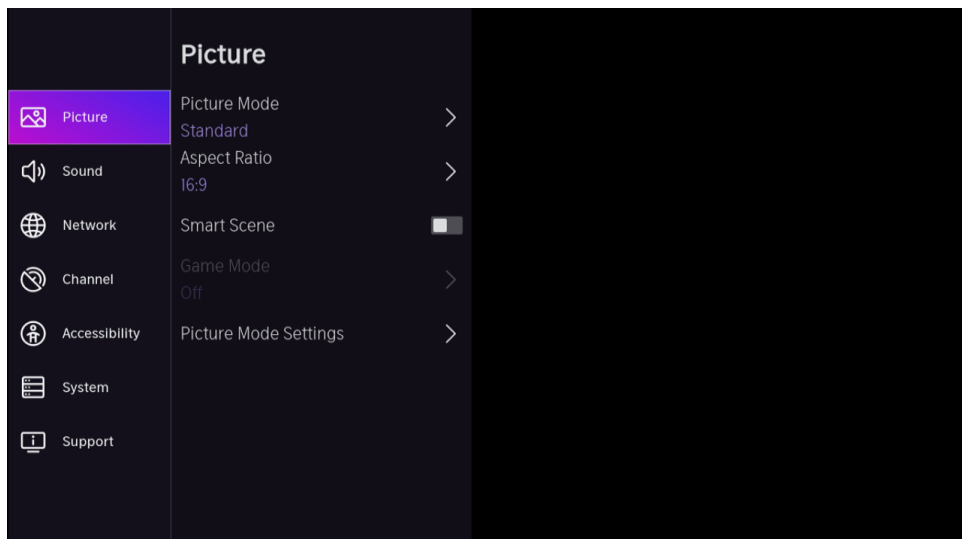 Picture
Sound
Network
Channel
Accessibility
System
Support
Picture
Picture Mode
Standard
Aspect Ratio
16:9
Smart Scene
Game Mode
Off
Picture Mode Settings